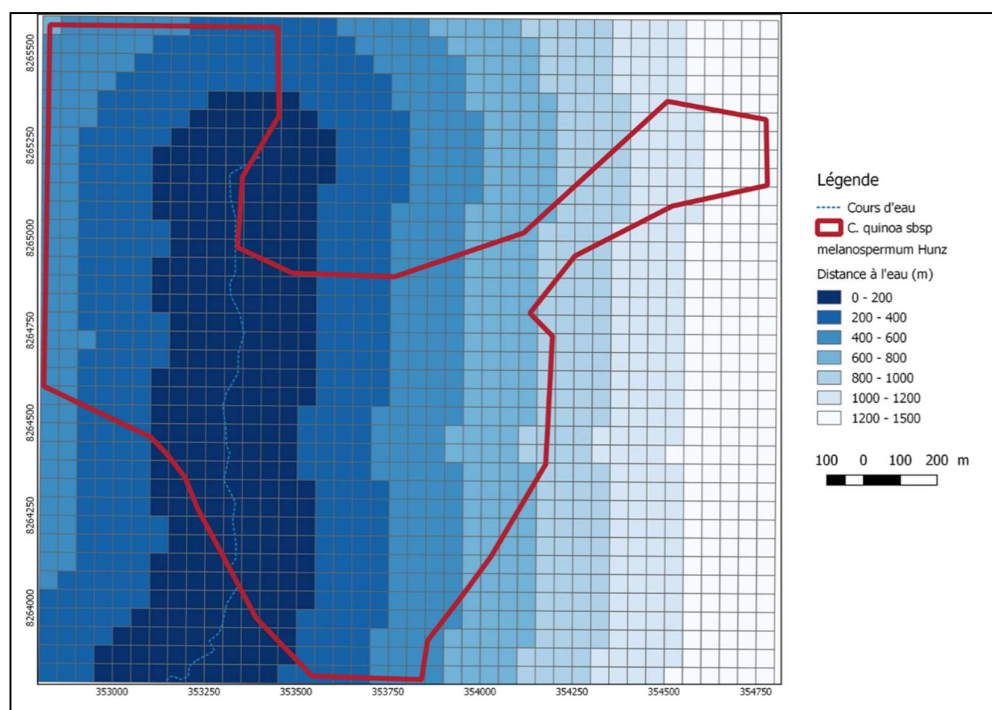 8265500
8265250
8265000
8264750
8264500
8264250
8264000
353000 353250 353500 353750 354000 354250 354500 354750
Légende
Cours d'eau
C. quinoa sbsp
melanospermum Hunz
Distance à l'eau (m)
0 - 200
200 - 400
400 - 600
600 - 800
800 - 1000
1000 - 1200
1200 - 1500
100 0 100 200 m